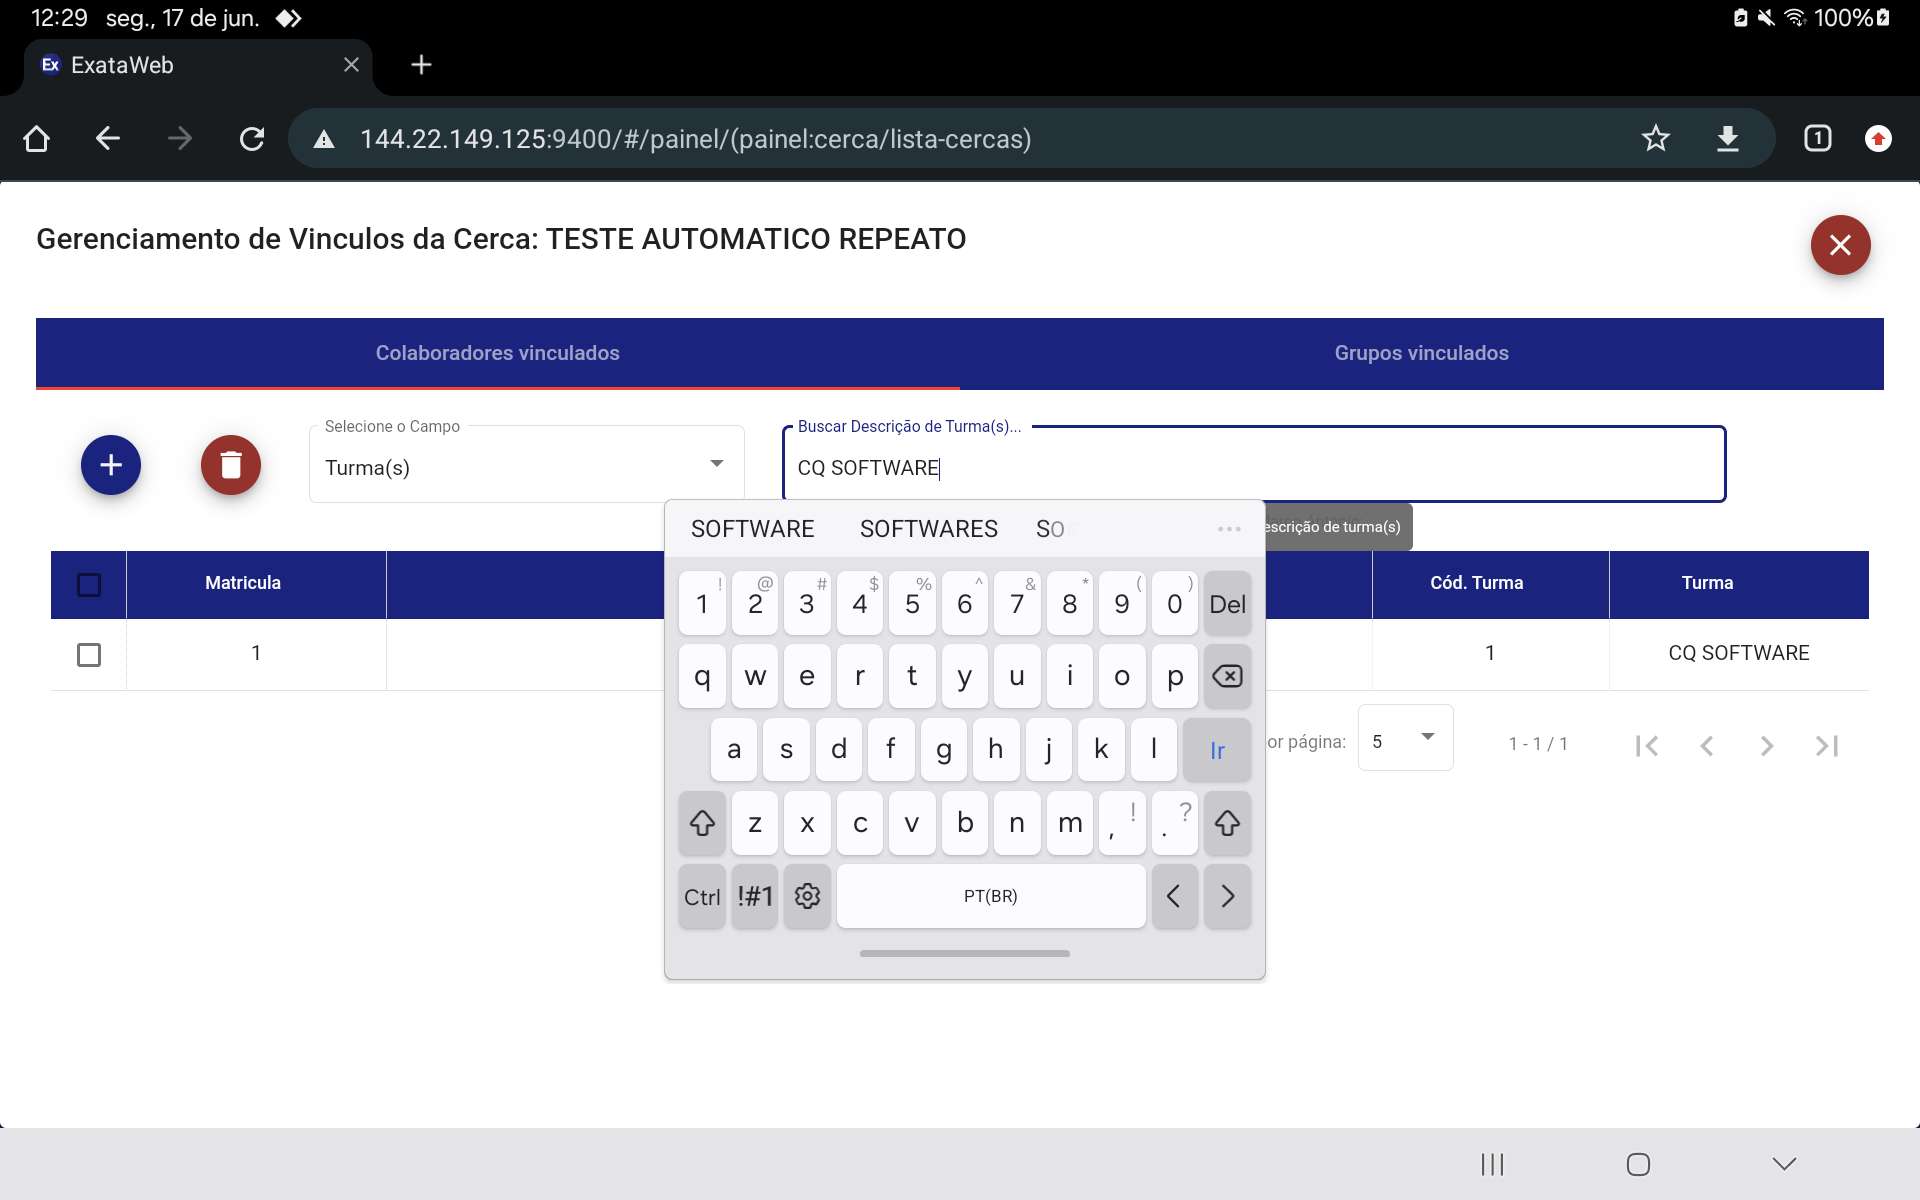 12:29 seg., 17 de jun. 100%
Ex ExataWeb
144.22.149.125:9400/#/painel/(painel:cerca/lista-cercas) 1
Gerenciamento de Vinculos da Cerca: TESTE AUTOMATICO REPEATO
Colaboradores vinculados Grupos vinculados
Selecione o Campo Buscar Descrição de Turma(s)...
Turma(s) CQ SOFTWARE
SOFTWARE SOFTWARES escrição de turma(s)
Matricula Cód. Turma Turma
1 1 CQ SOFTWARE
or página: 5 1 - 1 / 1
! @ # $ % ^ & * ( )
1 2 3 4 5 6 7 8 9 0 Del
q w e r t y u i o p
a s d f g h j k l Ir
z x c v b n m , ! . ?
Ctrl !#1 PT(BR) < >